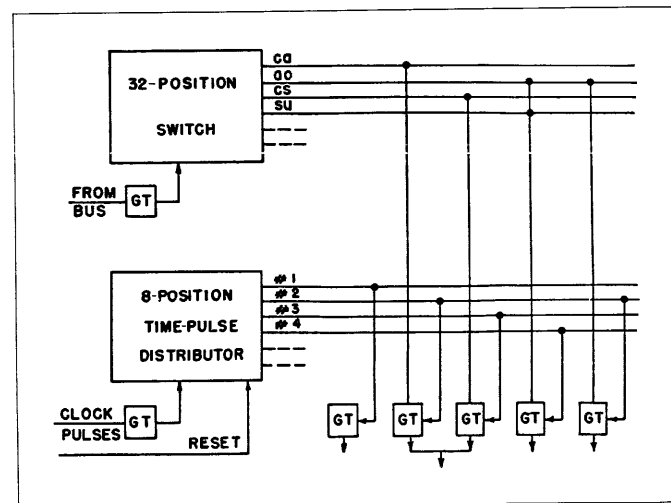 32-POSITION
SWITCH
ca
ao
cs
su
FROM
BUS
GT
8-POSITION
TIME-PULSE
DISTRIBUTOR
#1
#2
#3
#4
CLOCK
PULSES
GT
RESET
GT
GT
GT
GT
GT